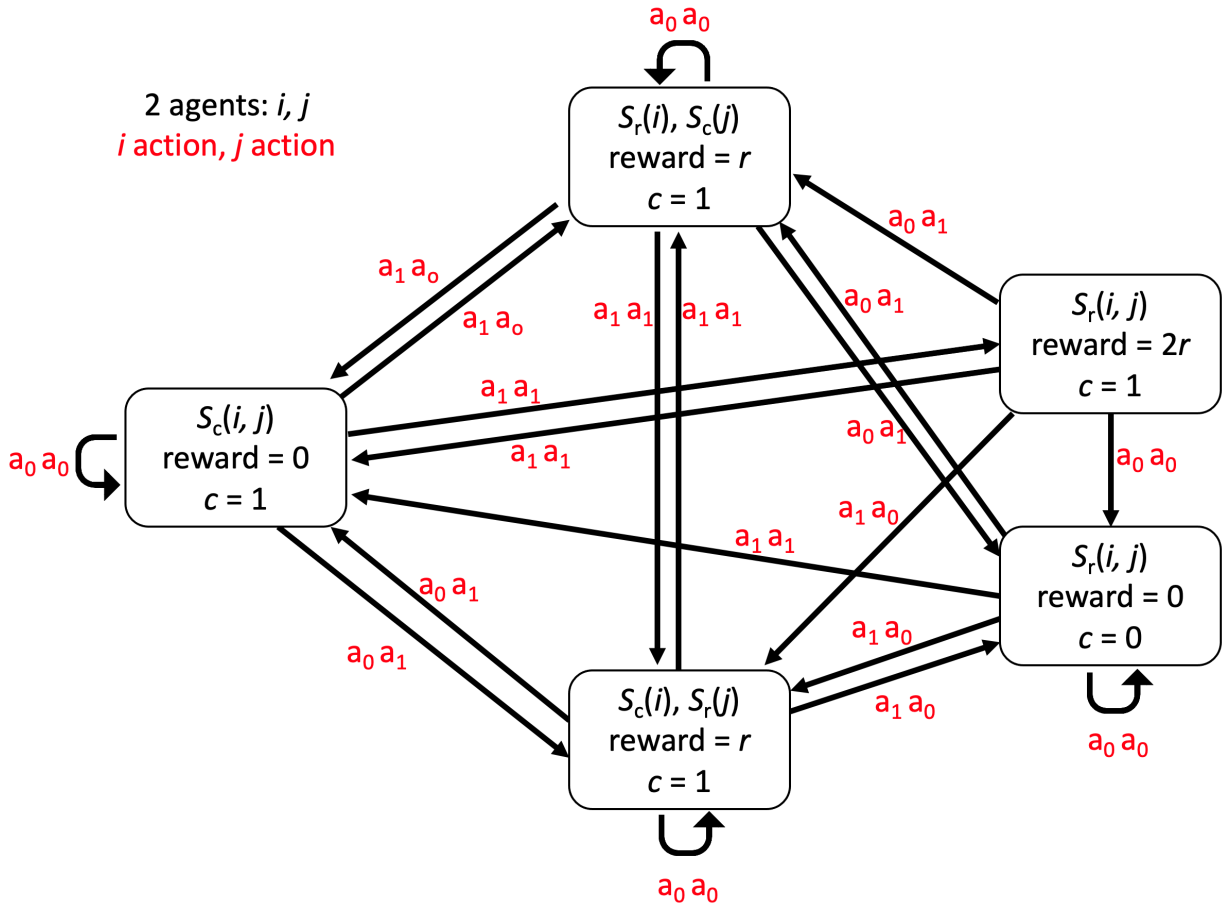 a₀ a₀
2 agents: i, j
i action, j action
Sᵣ(i), S꜀(j)
reward = r
c = 1
a₀ a₁
a₁ aₒ
a₁ aₒ
a₁ a₁
a₁ a₁
a₀ a₁
Sᵣ(i, j)
reward = 2r
c = 1
a₁ a₁
a₁ a₁
a₀ a₁
S꜀(i, j)
reward = 0
c = 1
a₀ a₀
a₀ a₀
a₁ a₀
a₁ a₁
Sᵣ(i, j)
reward = 0
c = 0
a₀ a₁
a₀ a₁
a₁ a₀
a₁ a₀
S꜀(i), Sᵣ(j)
reward = r
c = 1
a₀ a₀
a₀ a₀